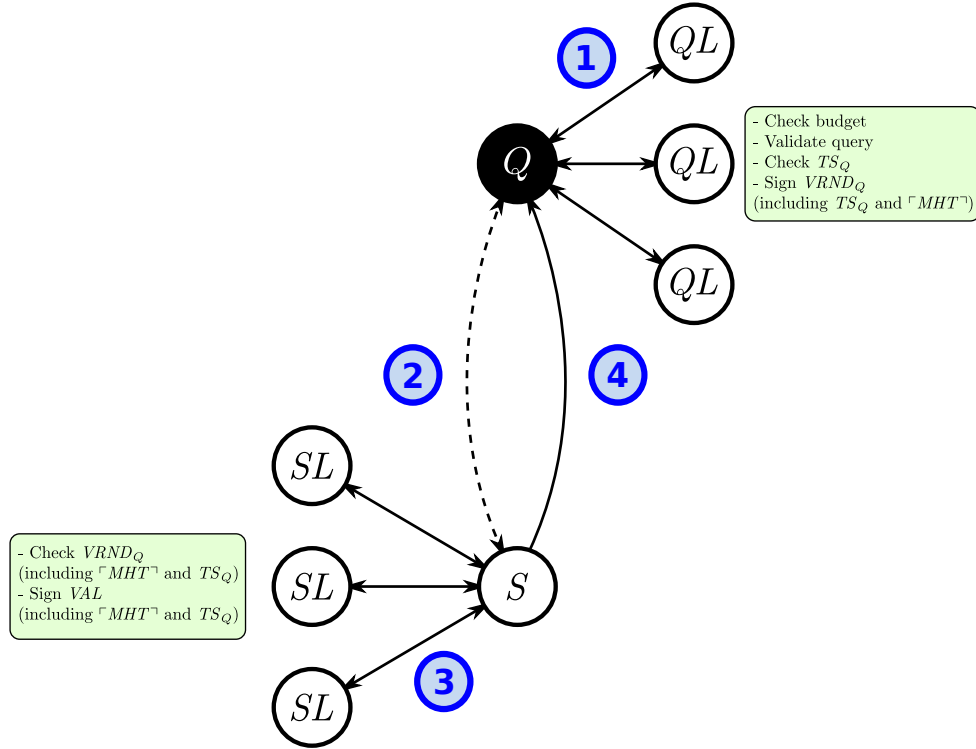 1
QL
Q
QL
- Check budget
- Validate query
- Check TS_Q
- Sign VRND_Q
(including TS_Q and ⌜MHT⌝)
QL
2
4
SL
- Check VRND_Q
(including ⌜MHT⌝ and TS_Q)
- Sign VAL
(including ⌜MHT⌝ and TS_Q)
SL
S
3
SL